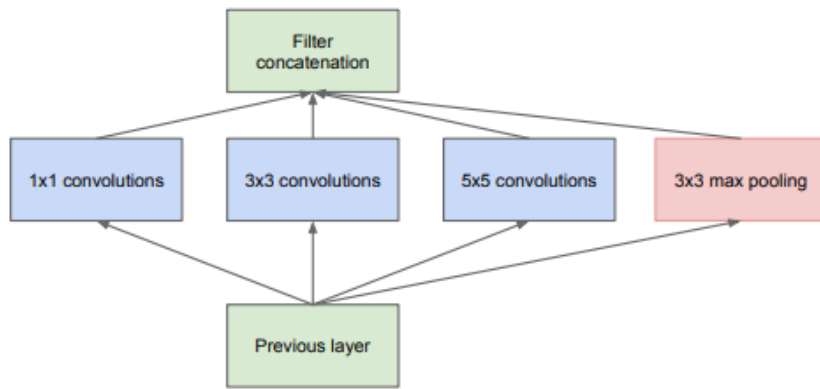 Filter
concatenation
1x1 convolutions
3x3 convolutions
5x5 convolutions
3x3 max pooling
Previous layer